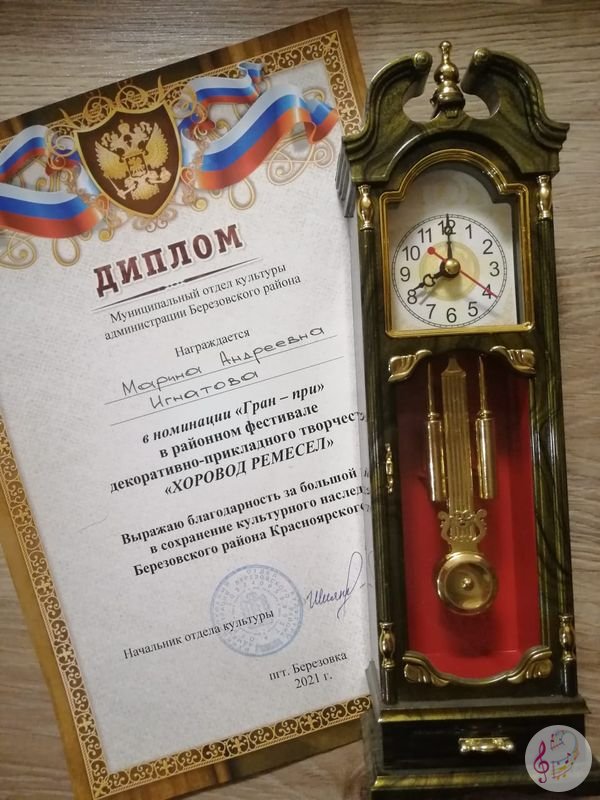 ДИПЛОМ
Муниципальный отдел культуры
администрации Березовского района
Награждается
Марина Андреевна
Игнатова
в номинации «Гран – при»
в районном фестивале
декоративно-прикладного творчест
«ХОРОВОД РЕМЕСЕЛ»
Выражаю благодарность за большой
в сохранение культурного наслед
Березовского района Красноярского
Начальник отдела культуры
пгт. Березовка
2021 г.
12
1
2
3
4
5
6
7
8
9
10
11